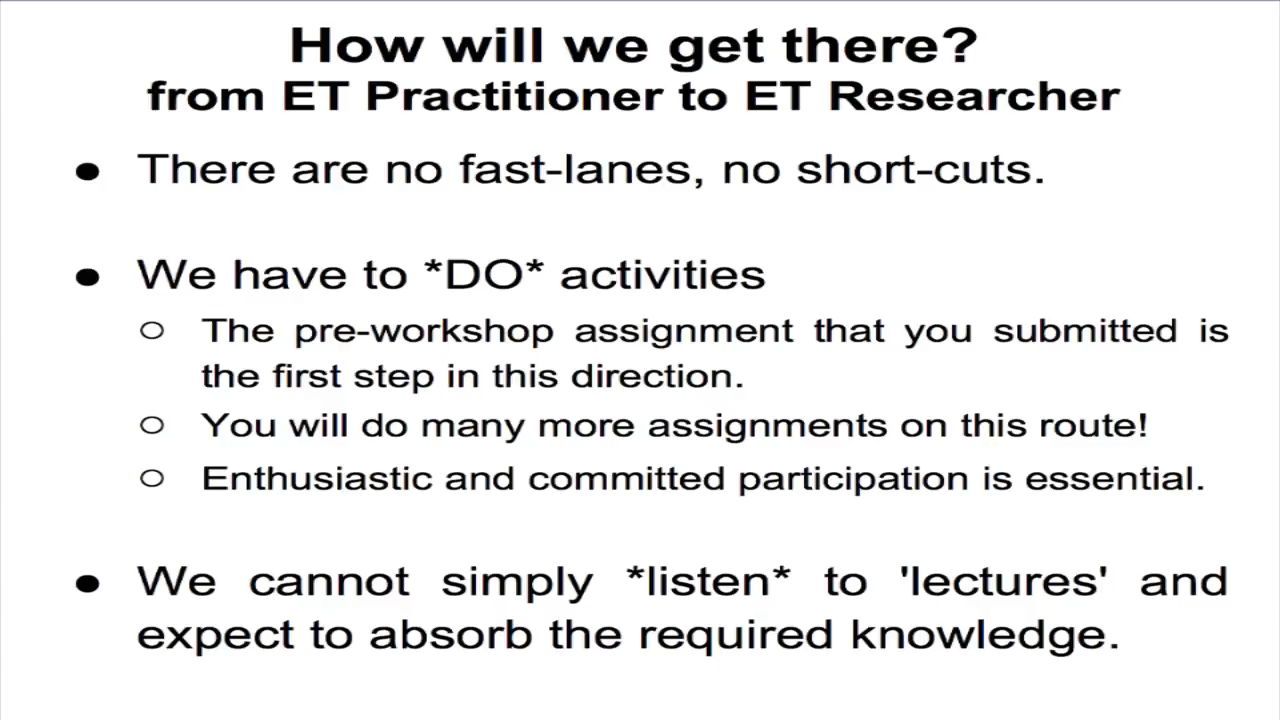 How will we get there?
from ET Practitioner to ET Researcher
● There are no fast-lanes, no short-cuts.
● We have to *DO* activities
○ The pre-workshop assignment that you submitted is
the first step in this direction.
○ You will do many more assignments on this route!
○ Enthusiastic and committed participation is essential.
● We cannot simply *listen* to 'lectures' and
expect to absorb the required knowledge.